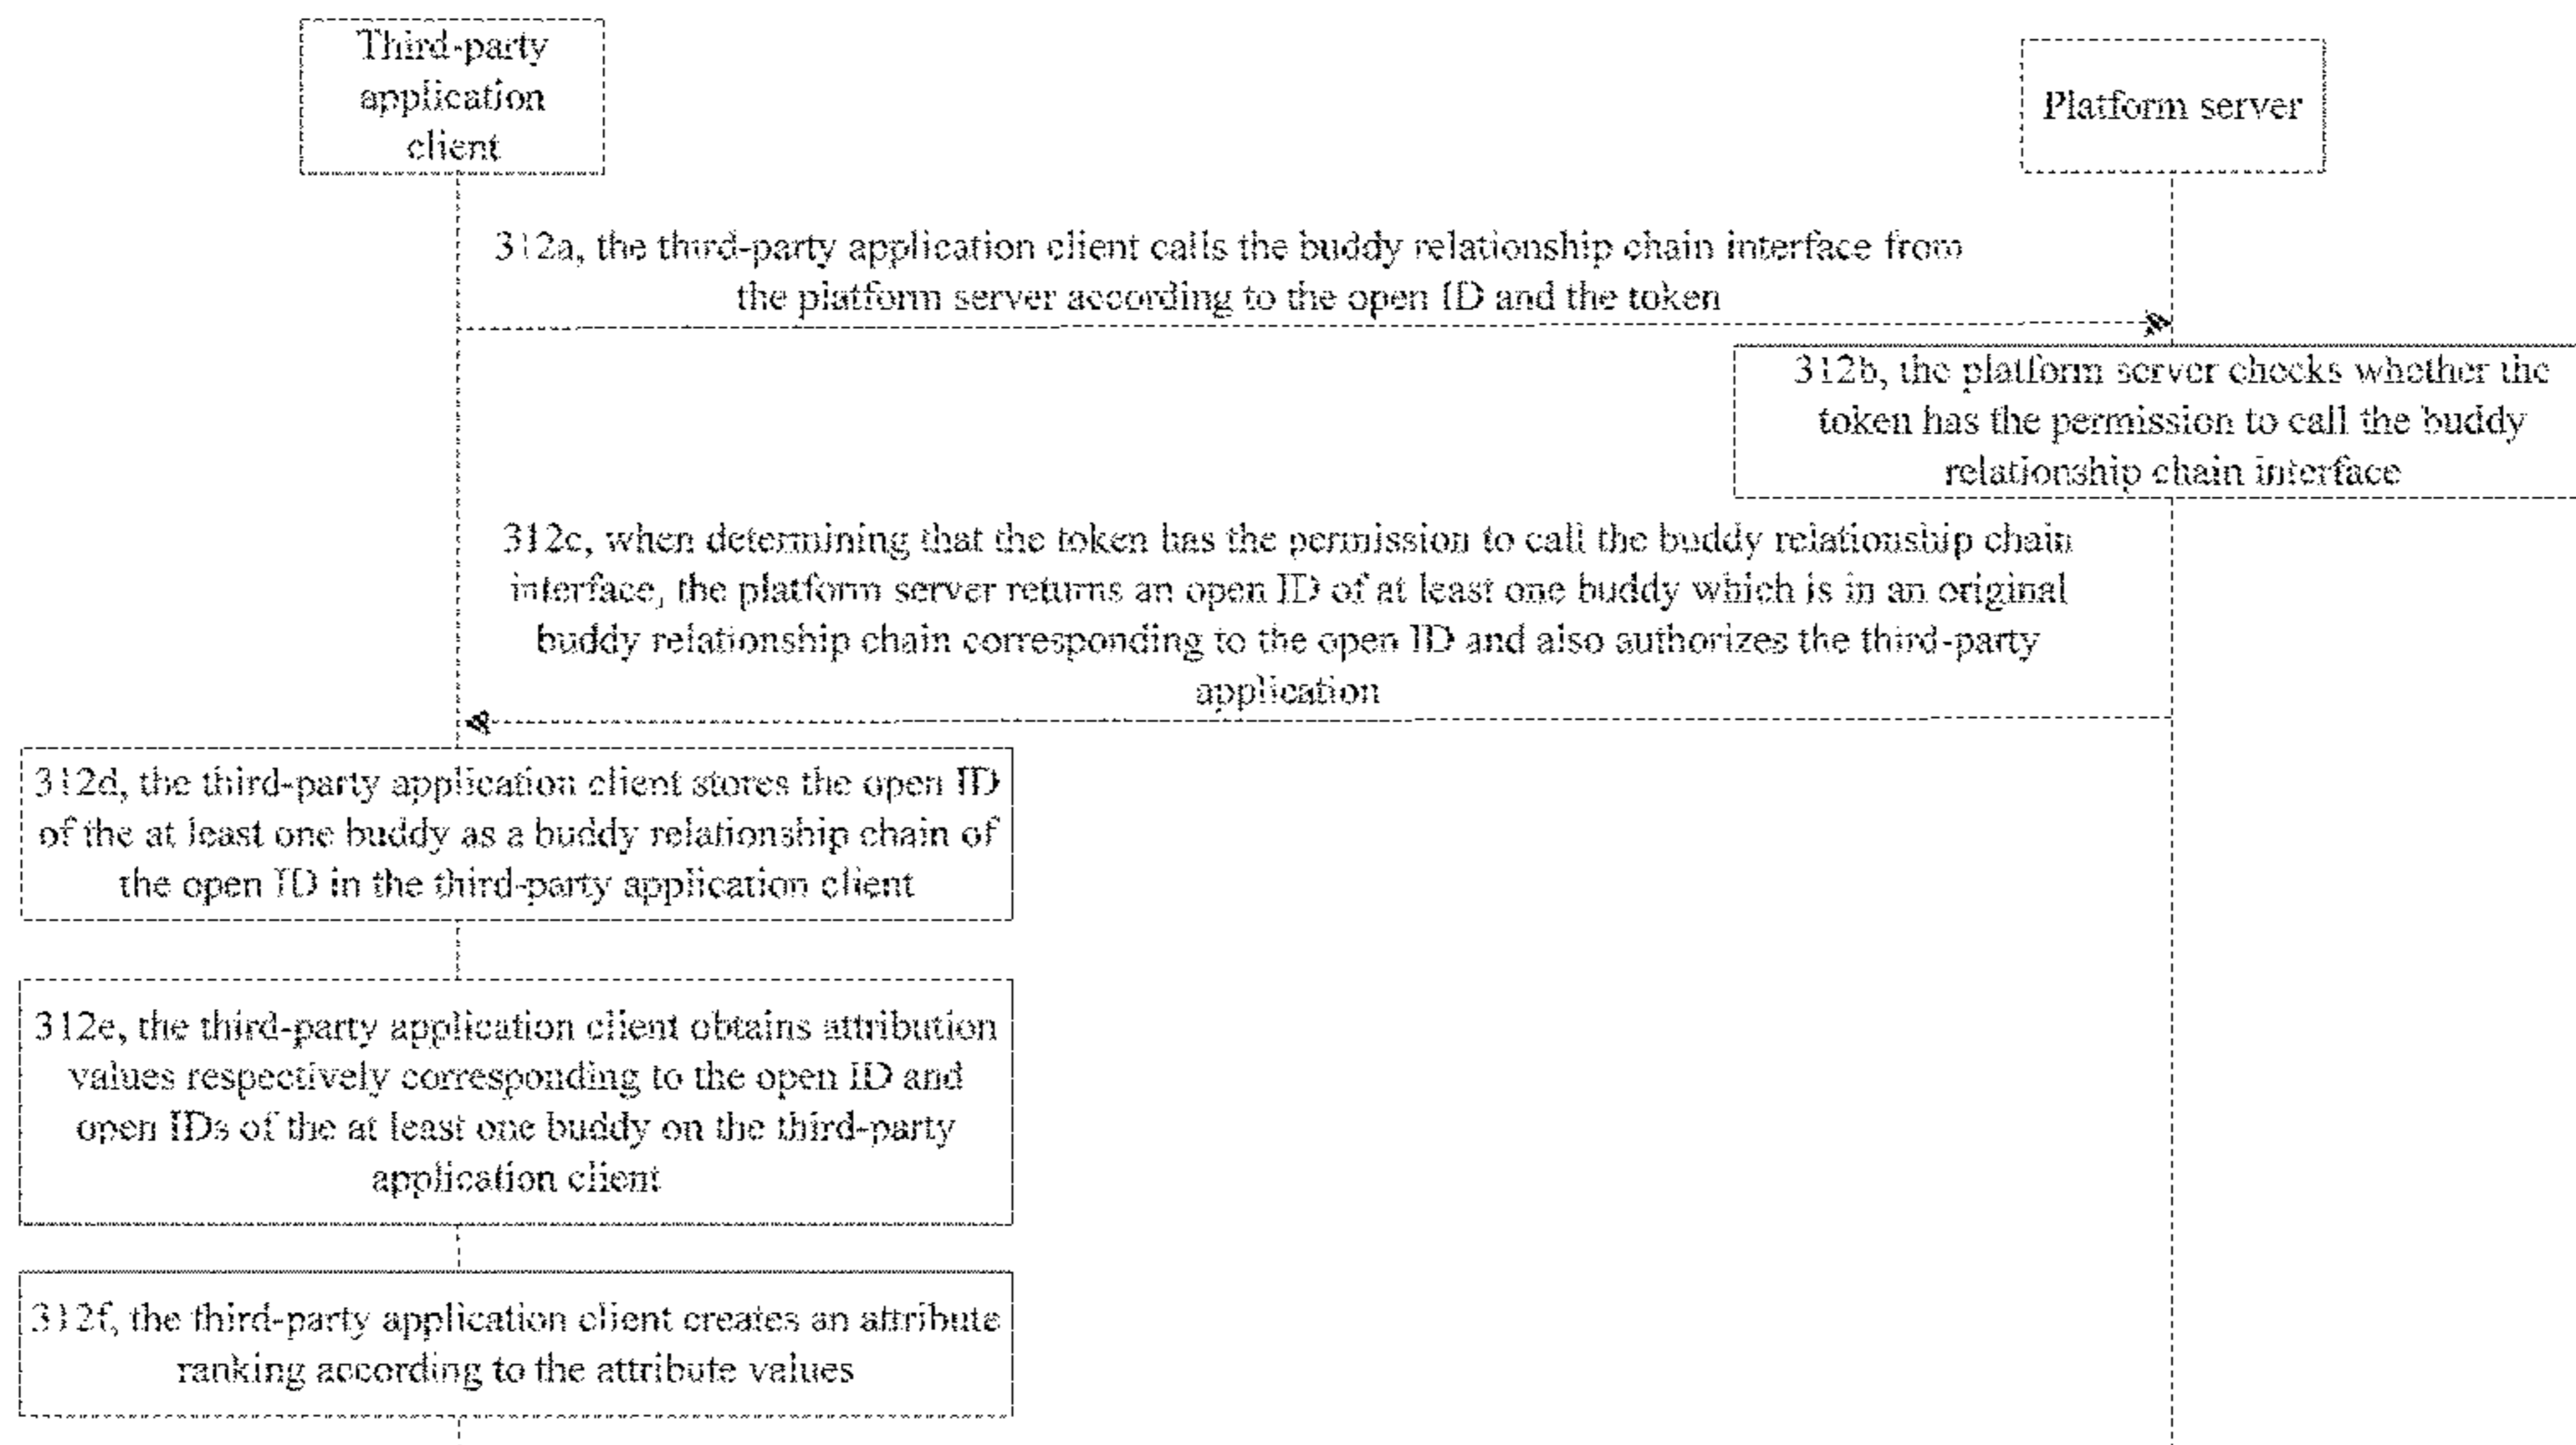 Third-party
application
client
Platform server
312a, the third-party application client calls the buddy relationship chain interface from
the platform server according to the open ID and the token
312b, the platform server checks whether the
token has the permission to call the buddy
relationship chain interface
312c, when determining that the token has the permission to call the buddy relationship chain
interface, the platform server returns an open ID of at least one buddy which is in an original
buddy relationship chain corresponding to the open ID and also authorizes the third-party
application
312d, the third-party application client stores the open ID
of the at least one buddy as a buddy relationship chain of
the open ID in the third-party application client
312e, the third-party application client obtains attribution
values respectively corresponding to the open ID and
open IDs of the at least one buddy on the third-party
application client
312f, the third-party application client creates an attribute
ranking according to the attribute values